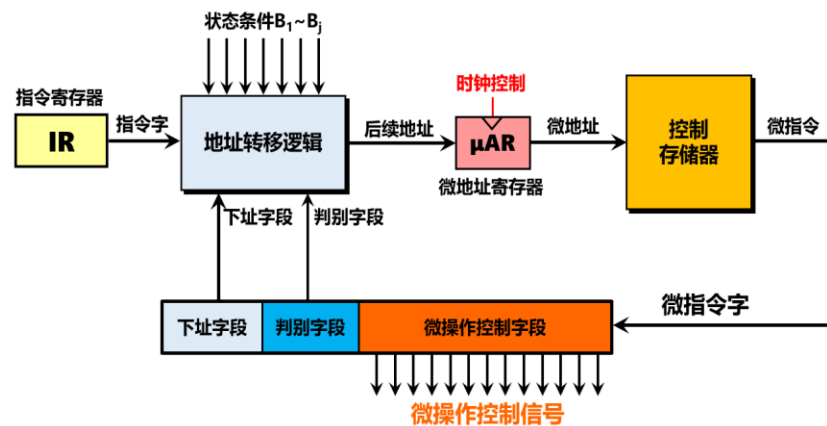 状态条件B₁~Bⱼ
指令寄存器
IR
指令字
地址转移逻辑
后续地址
时钟控制
μAR
微地址寄存器
微地址
控制
存储器
微指令
下址字段
判别字段
微指令字
下址字段
判别字段
微操作控制字段
微操作控制信号